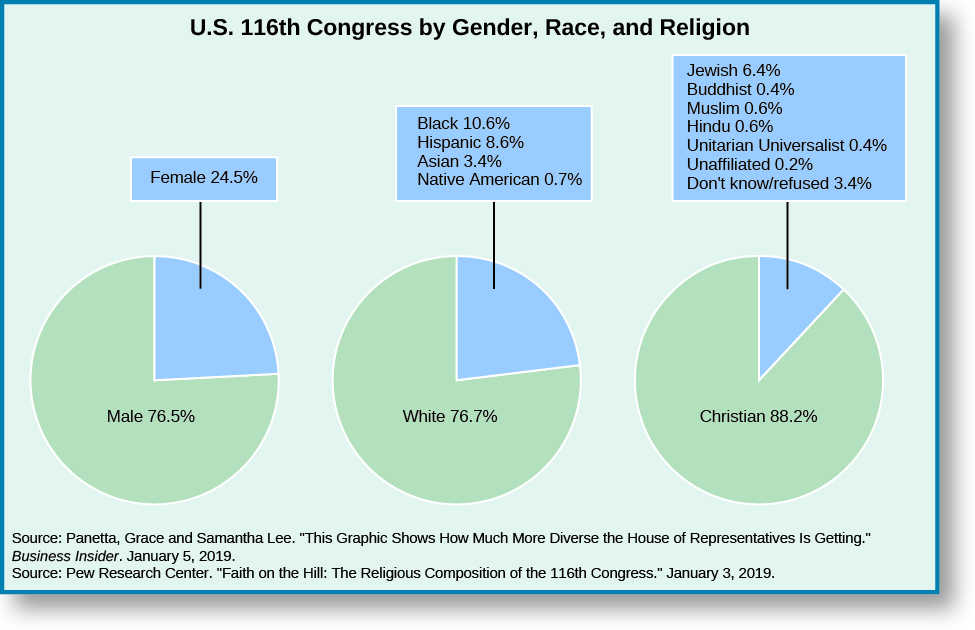 U.S. 116th Congress by Gender, Race, and Religion
Female 24.5%
Black 10.6%
Hispanic 8.6%
Asian 3.4%
Native American 0.7%
Jewish 6.4%
Buddhist 0.4%
Muslim 0.6%
Hindu 0.6%
Unitarian Universalist 0.4%
Unaffiliated 0.2%
Don't know/refused 3.4%
Male 76.5%
White 76.7%
Christian 88.2%
Source: Panetta, Grace and Samantha Lee. "This Graphic Shows How Much More Diverse the House of Representatives Is Getting."
Business Insider. January 5, 2019.
Source: Pew Research Center. "Faith on the Hill: The Religious Composition of the 116th Congress." January 3, 2019.